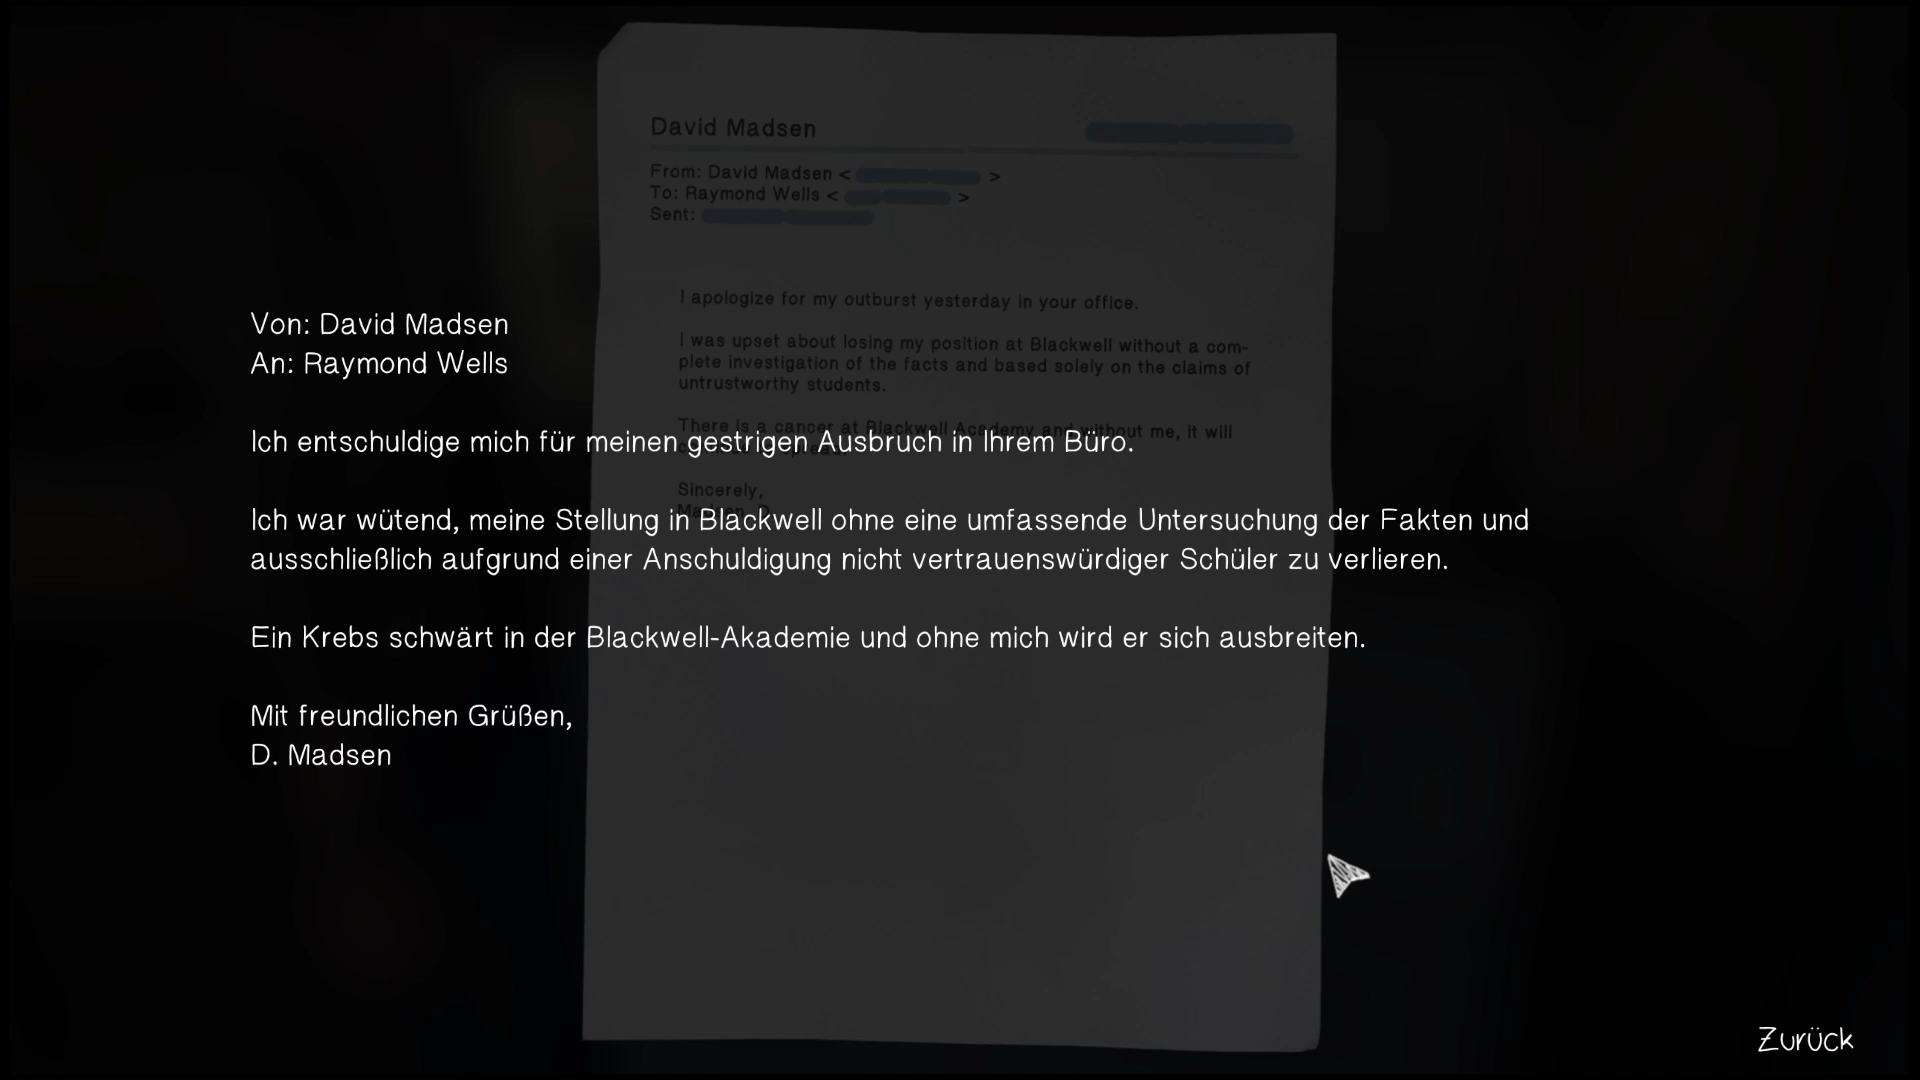 David Madsen
From: David Madsen < >
To: Raymond Wells < >
Sent:
I apologize for my outburst yesterday in your office.
I was upset about losing my position at Blackwell without a com-
plete investigation of the facts and based solely on the claims of
untrustworthy students.
There is a cancer at Blackwell Academy and without me, it will
Sincerely,
Von: David Madsen
An: Raymond Wells
Ich entschuldige mich für meinen gestrigen Ausbruch in Ihrem Büro.
Ich war wütend, meine Stellung in Blackwell ohne eine umfassende Untersuchung der Fakten und
ausschließlich aufgrund einer Anschuldigung nicht vertrauenswürdiger Schüler zu verlieren.
Ein Krebs schwärt in der Blackwell-Akademie und ohne mich wird er sich ausbreiten.
Mit freundlichen Grüßen,
D. Madsen
Zurück